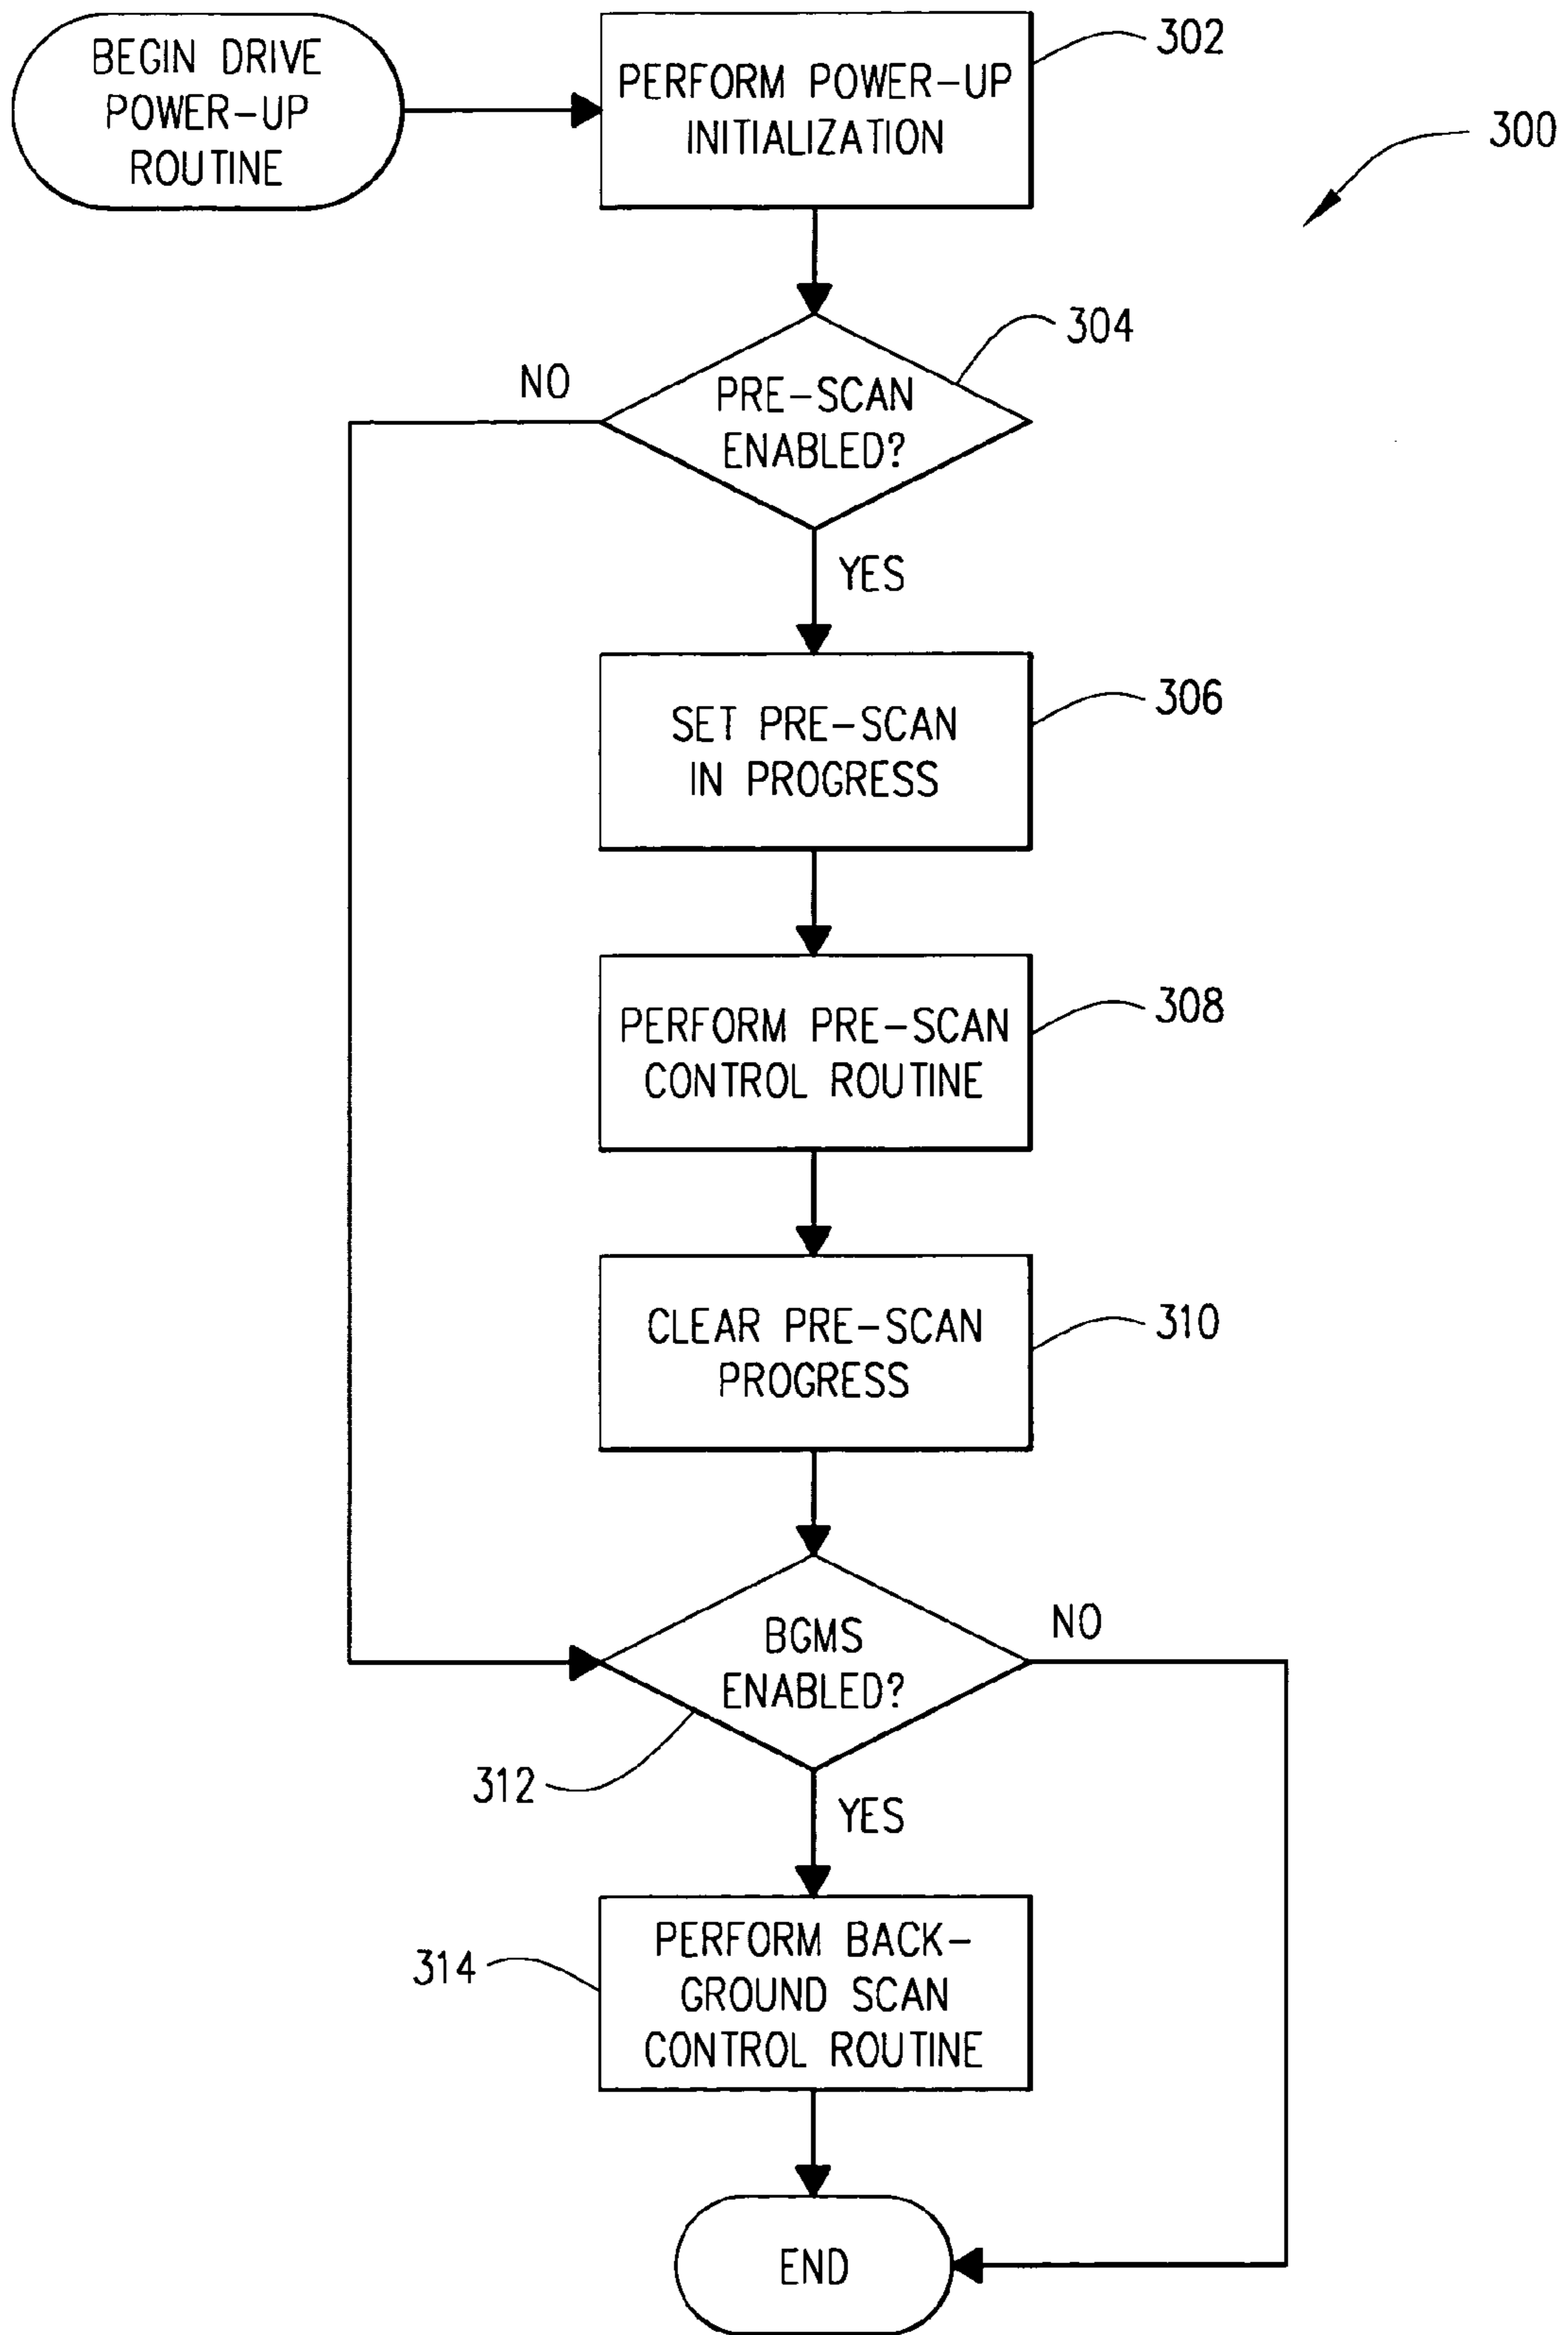 BEGIN DRIVE
POWER-UP
ROUTINE
PERFORM POWER-UP
INITIALIZATION
302
300
PRE-SCAN
ENABLED?
304
NO
YES
SET PRE-SCAN
IN PROGRESS
306
PERFORM PRE-SCAN
CONTROL ROUTINE
308
CLEAR PRE-SCAN
PROGRESS
310
BGMS
ENABLED?
NO
312
YES
PERFORM BACK-
GROUND SCAN
CONTROL ROUTINE
314
END